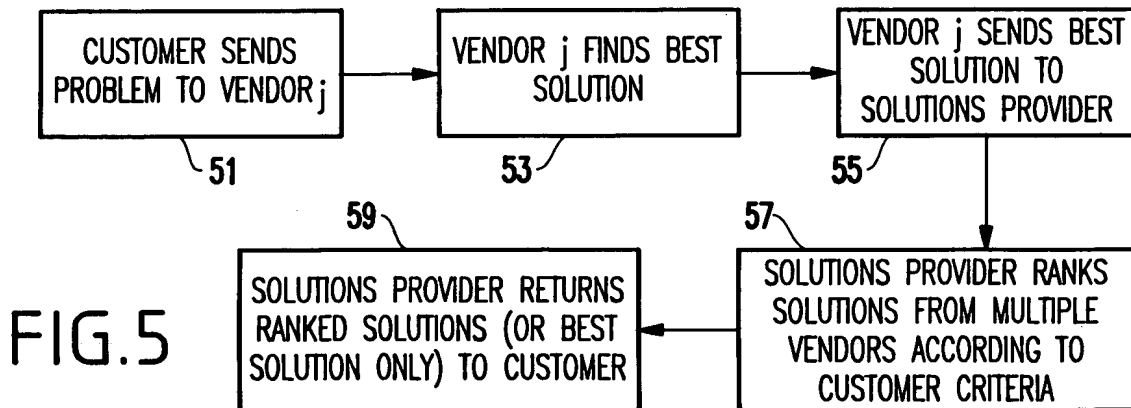 CUSTOMER SENDS
PROBLEM TO VENDOR j
51
VENDOR j FINDS BEST
SOLUTION
53
VENDOR j SENDS BEST
SOLUTION TO
SOLUTIONS PROVIDER
55
57
SOLUTIONS PROVIDER RANKS
SOLUTIONS FROM MULTIPLE
VENDORS ACCORDING TO
CUSTOMER CRITERIA
59
SOLUTIONS PROVIDER RETURNS
RANKED SOLUTIONS (OR BEST
SOLUTION ONLY) TO CUSTOMER
FIG.5